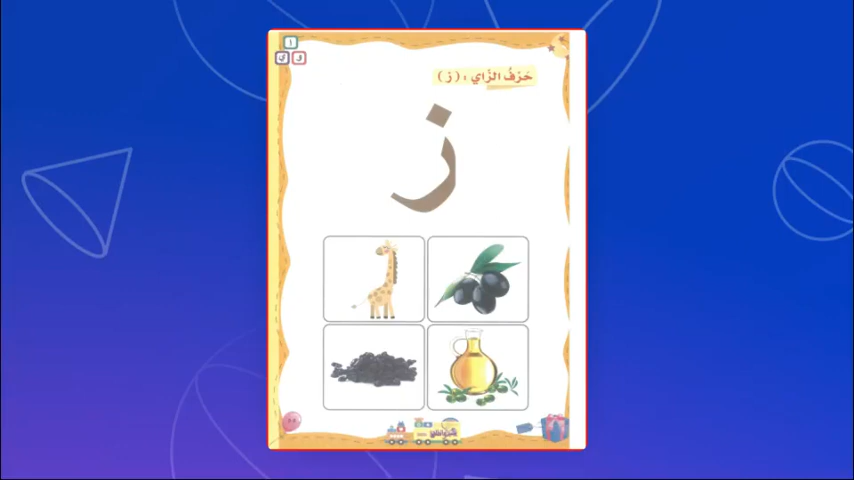 أ
و ي
حَرْفُ الزَّاي : (ز)
ز